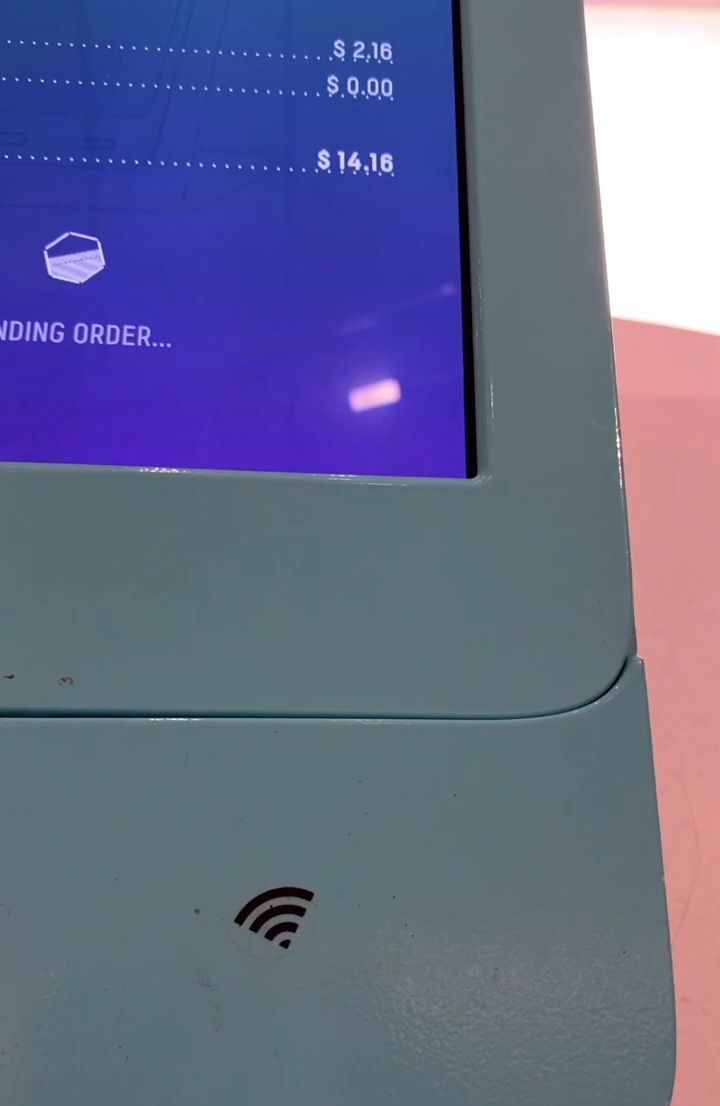 $ 2.16
$ 0.00
$ 14.16
NDING ORDER...